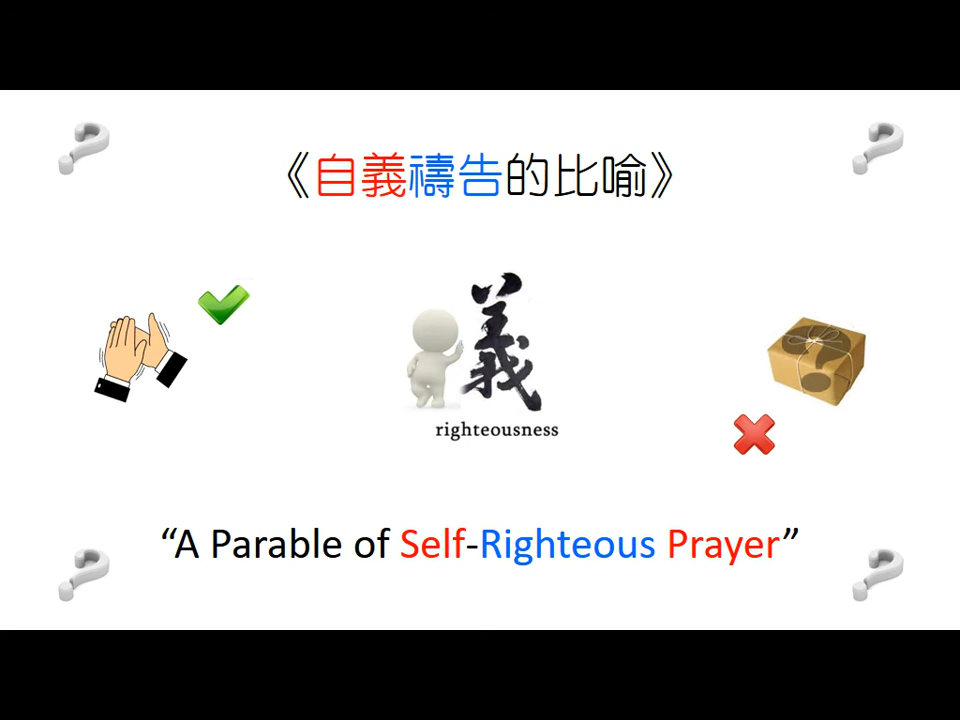 《自義禱告的比喻》
義
righteousness
“A Parable of Self-Righteous Prayer”